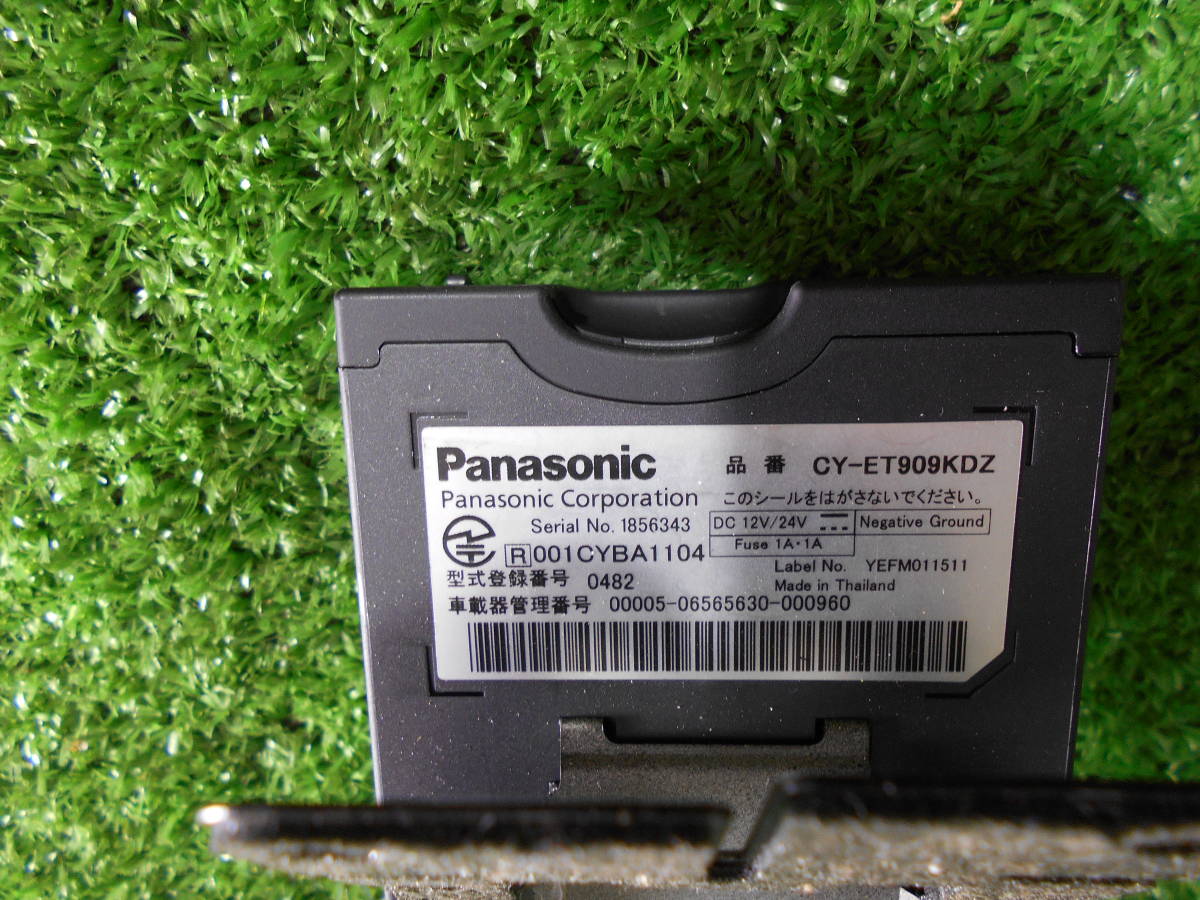 Panasonic 品番 CY-ET909KDZ
Panasonic Corporation このシールをはがさないでください。
Serial No. 1856343 DC 12V/24V Negative Ground
R 001CYBA1104 Fuse 1A・1A
Label No. YEFM011511
型式登録番号 0482 Made in Thailand
車載器管理番号 00005-06565630-000960